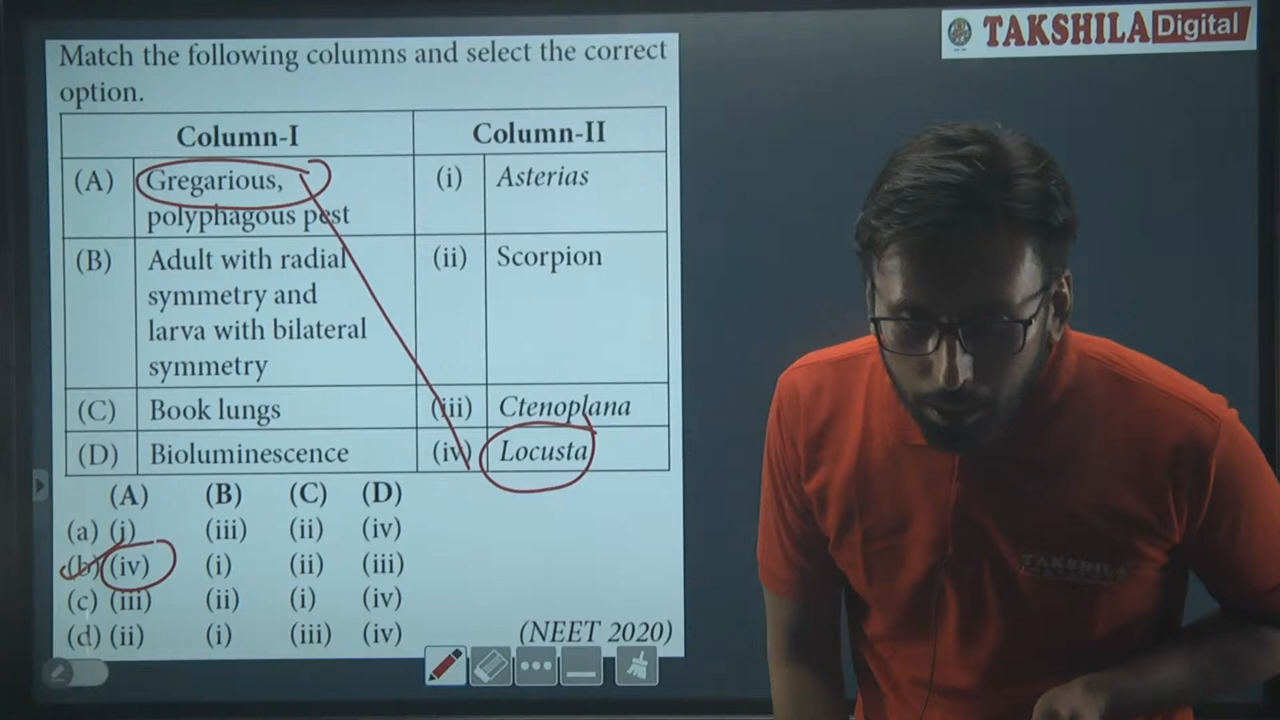 TAKSHILA Digital
Match the following columns and select the correct
option.
Column-I Column-II
(A) Gregarious, (i) Asterias
polyphagous pest
(B) Adult with radial (ii) Scorpion
symmetry and
larva with bilateral
symmetry
(C) Book lungs (iii) Ctenoplana
(D) Bioluminescence (iv) Locusta
(A) (B) (C) (D)
(a) (i) (iii) (ii) (iv)
(b) (iv) (i) (ii) (iii)
(c) (iii) (ii) (i) (iv)
(d) (ii) (i) (iii) (iv)
(NEET 2020)
TAKSHILA